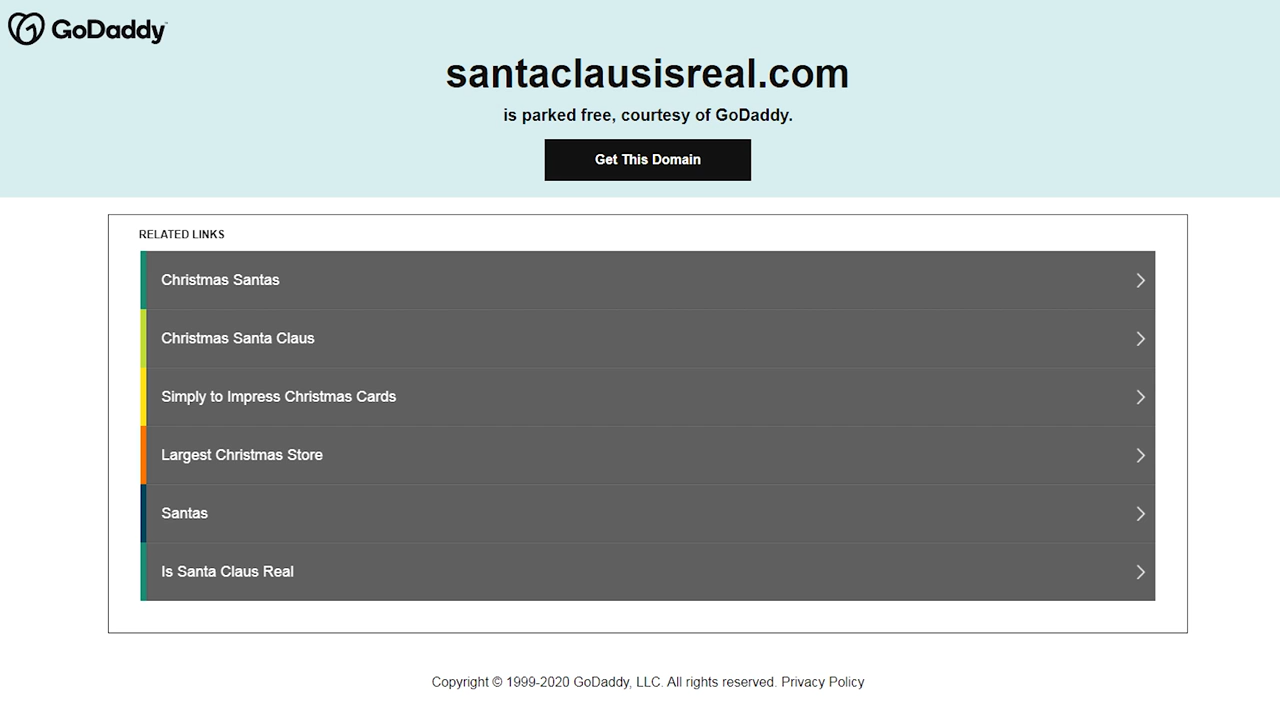 GoDaddy
santaclausisreal.com
is parked free, courtesy of GoDaddy.
Get This Domain
RELATED LINKS
Christmas Santas
Christmas Santa Claus
Simply to Impress Christmas Cards
Largest Christmas Store
Santas
Is Santa Claus Real
Copyright © 1999-2020 GoDaddy, LLC. All rights reserved. Privacy Policy